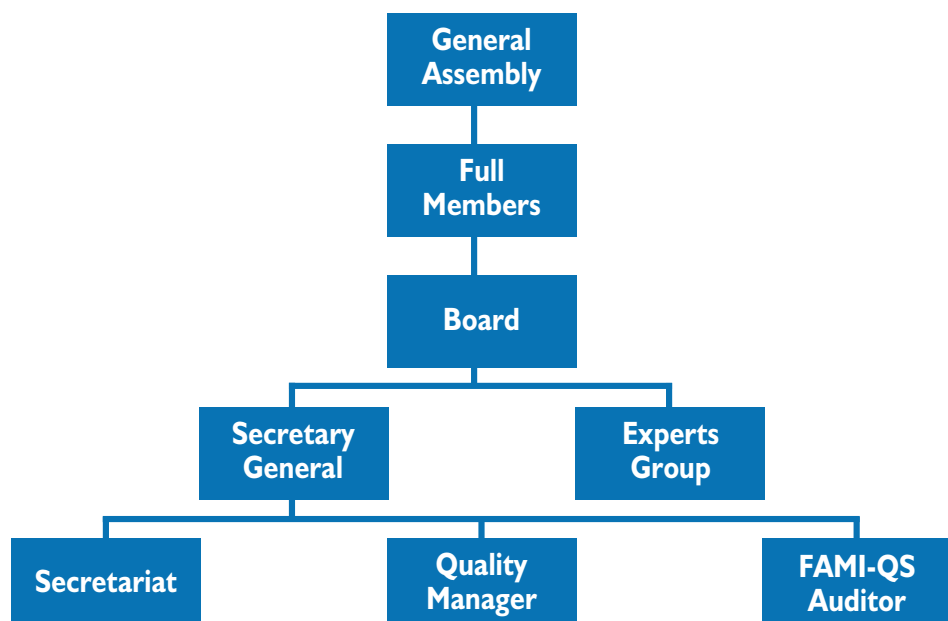 General
Assembly
Full
Members
Board
Secretary
General
Experts
Group
Secretariat
Quality
Manager
FAMI-QS
Auditor